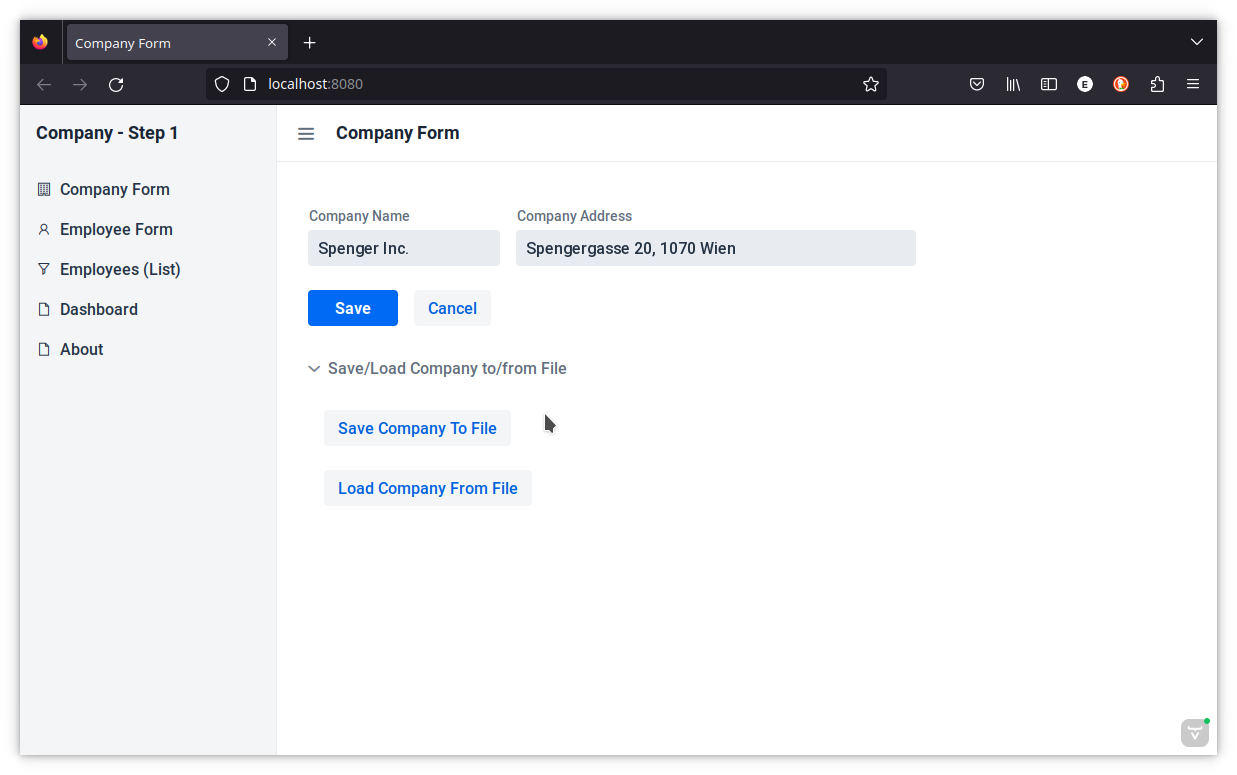 Company Form
localhost:8080
E
Company - Step 1
Company Form
Employee Form
Employees (List)
Dashboard
About
Company Form
Company Name Company Address
Spenger Inc. Spengergasse 20, 1070 Wien
Save Cancel
Save/Load Company to/from File
Save Company To File
Load Company From File